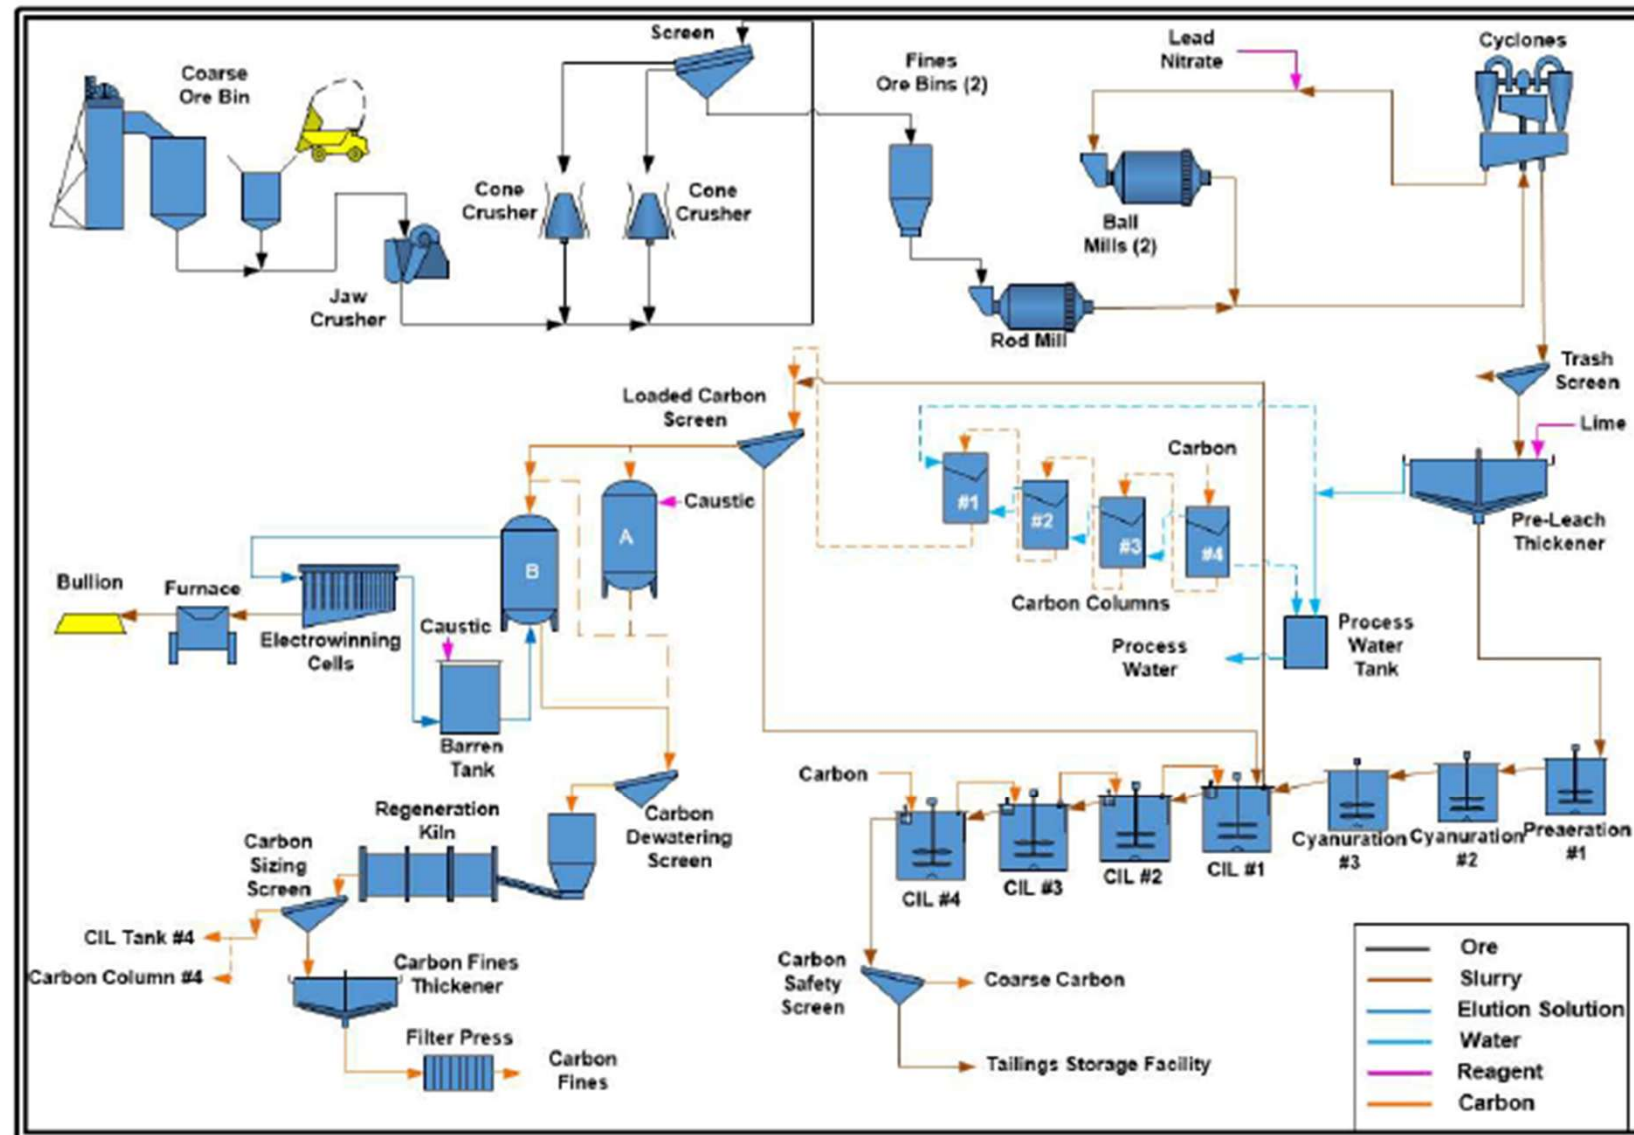 Screen
Coarse
Ore Bin
Fines
Ore Bins (2)
Lead
Nitrate
Cyclones
Cone
Crusher
Cone
Crusher
Ball
Mills (2)
Jaw
Crusher
Rod Mill
Trash
Screen
Loaded Carbon
Screen
Lime
Carbon
Caustic
#1
#2
#3
#4
A
B
Pre-Leach
Thickener
Bullion
Furnace
Carbon Columns
Electrowinning
Cells
Caustic
Process
Water
Process
Water
Tank
Barren
Tank
Carbon
Regeneration
Kiln
Carbon
Dewatering
Screen
Carbon
Sizing
Screen
CIL #4
CIL #3
CIL #2
CIL #1
Cyanuration
#3
Cyanuration
#2
Preaeration
#1
CIL Tank #4
Carbon Column #4
Carbon Fines
Thickener
Carbon
Safety
Screen
Coarse Carbon
Filter Press
Carbon
Fines
Tailings Storage Facility
Ore
Slurry
Elution Solution
Water
Reagent
Carbon